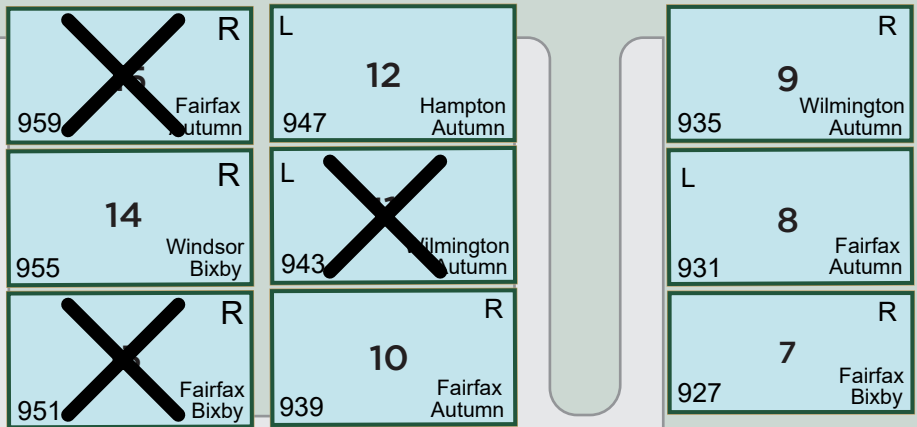 R
959
Fairfax
Autumn
L
12
947
Hampton
Autumn
R
9
935
Wilmington
Autumn
R
14
955
Windsor
Bixby
L
943
Wilmington
Autumn
L
8
931
Fairfax
Autumn
R
951
Fairfax
Bixby
R
10
939
Fairfax
Autumn
R
7
927
Fairfax
Bixby